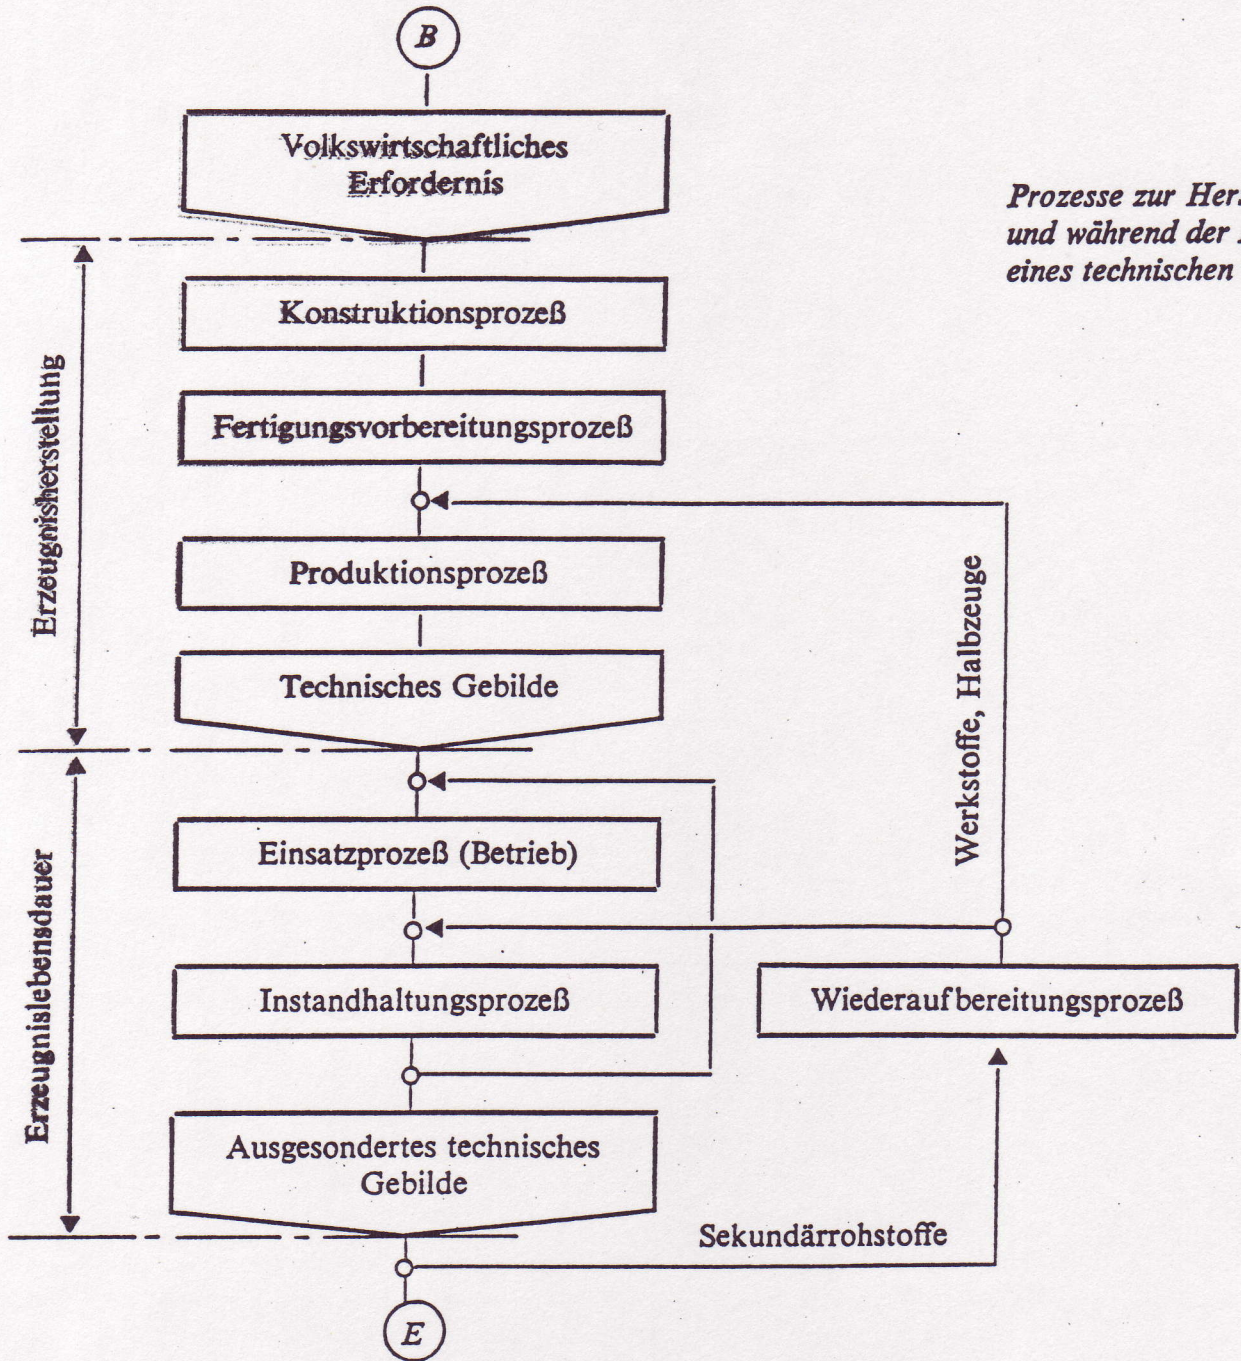 B
Volkswirtschaftliches
Erfordernis
Prozesse zur
und während der
eines technischen
Konstruktionsprozeß
Fertigungsvorbereitungsprozeß
Erzeugnisherstellung
Produktionsprozeß
Technisches Gebilde
Werkstoffe, Halbzeuge
Einsatzprozeß (Betrieb)
Erzeugnislebensdauer
Instandhaltungsprozeß
Wiederaufbereitungsprozeß
Ausgesondertes technisches
Gebilde
Sekundärrohstoffe
E